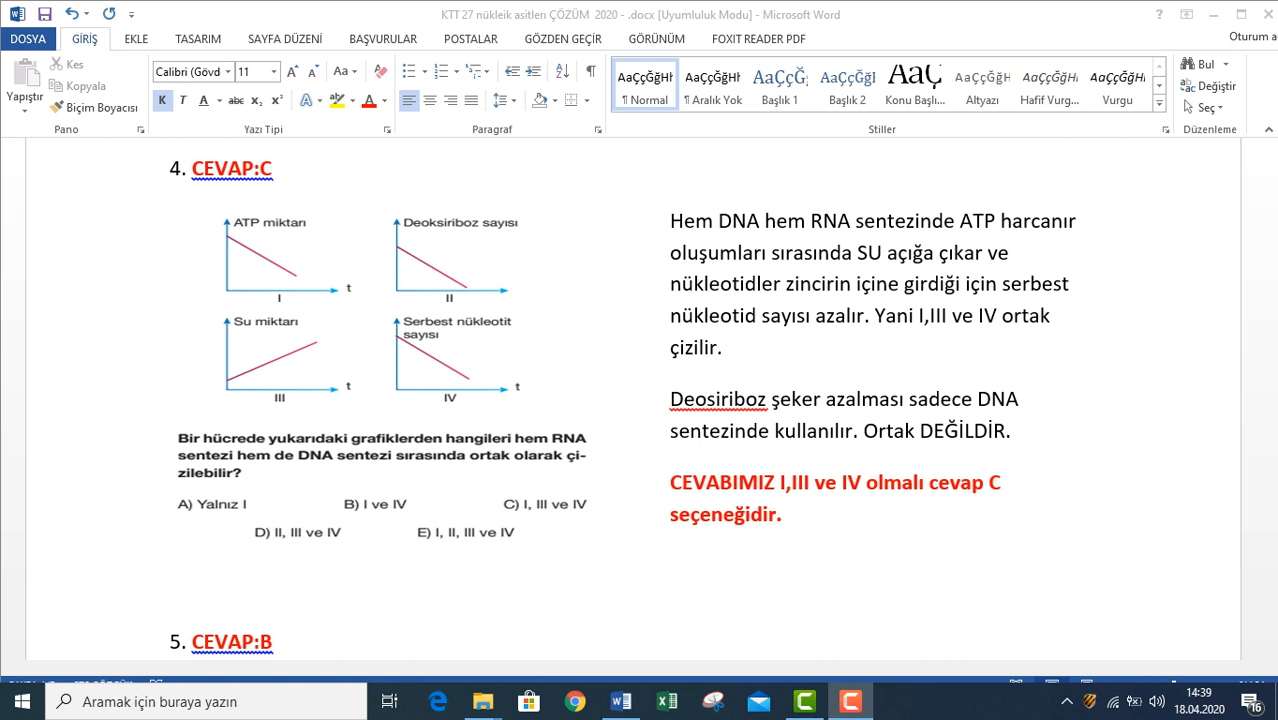 KTT 27 nükleik asitleri ÇÖZÜM 2020 - .docx [Uyumluluk Modu] - Microsoft Word
DOSYA GİRİŞ EKLE TASARIM SAYFA DÜZENİ BAŞVURULAR POSTALAR GÖZDEN GEÇİR GÖRÜNÜM FOXIT READER PDF Oturum a
Yapıştır
Kes
Kopyala
Biçim Boyacısı
Pano
Calibri (Gövd 11
Yazı Tipi
Paragraf
AaÇçĞğHł AaÇçĞğHł AaÇçĞ AaÇçĞğI AaÇç AaÇçĞğHI AaÇçĞğHI AaÇçĞğHI
¶ Normal ¶ Aralık Yok Başlık 1 Başlık 2 Konu Başlı... Altyazı Hafif Vurg... Vurgu
Stiller
Bul
Değiştir
Seç
Düzenleme
4. CEVAP:C
ATP miktarı
t
I
Deoksiriboz sayısı
II
Su miktarı
t
III
Serbest nükleotit
sayısı
t
IV
Bir hücrede yukarıdaki grafiklerden hangileri hem RNA
sentezi hem de DNA sentezi sırasında ortak olarak çi-
zilebilir?
A) Yalnız I B) I ve IV C) I, III ve IV
D) II, III ve IV E) I, II, III ve IV
Hem DNA hem RNA sentezinde ATP harcanır
oluşumları sırasında SU açığa çıkar ve
nükleotidler zincirin içine girdiği için serbest
nükleotid sayısı azalır. Yani I,III ve IV ortak
çizilir.
Deosiriboz şeker azalması sadece DNA
sentezinde kullanılır. Ortak DEĞİLDİR.
CEVABIMIZ I,III ve IV olmalı cevap C
seçeneğidir.
5. CEVAP:B
Aramak için buraya yazın
14:39
18.04.2020
16